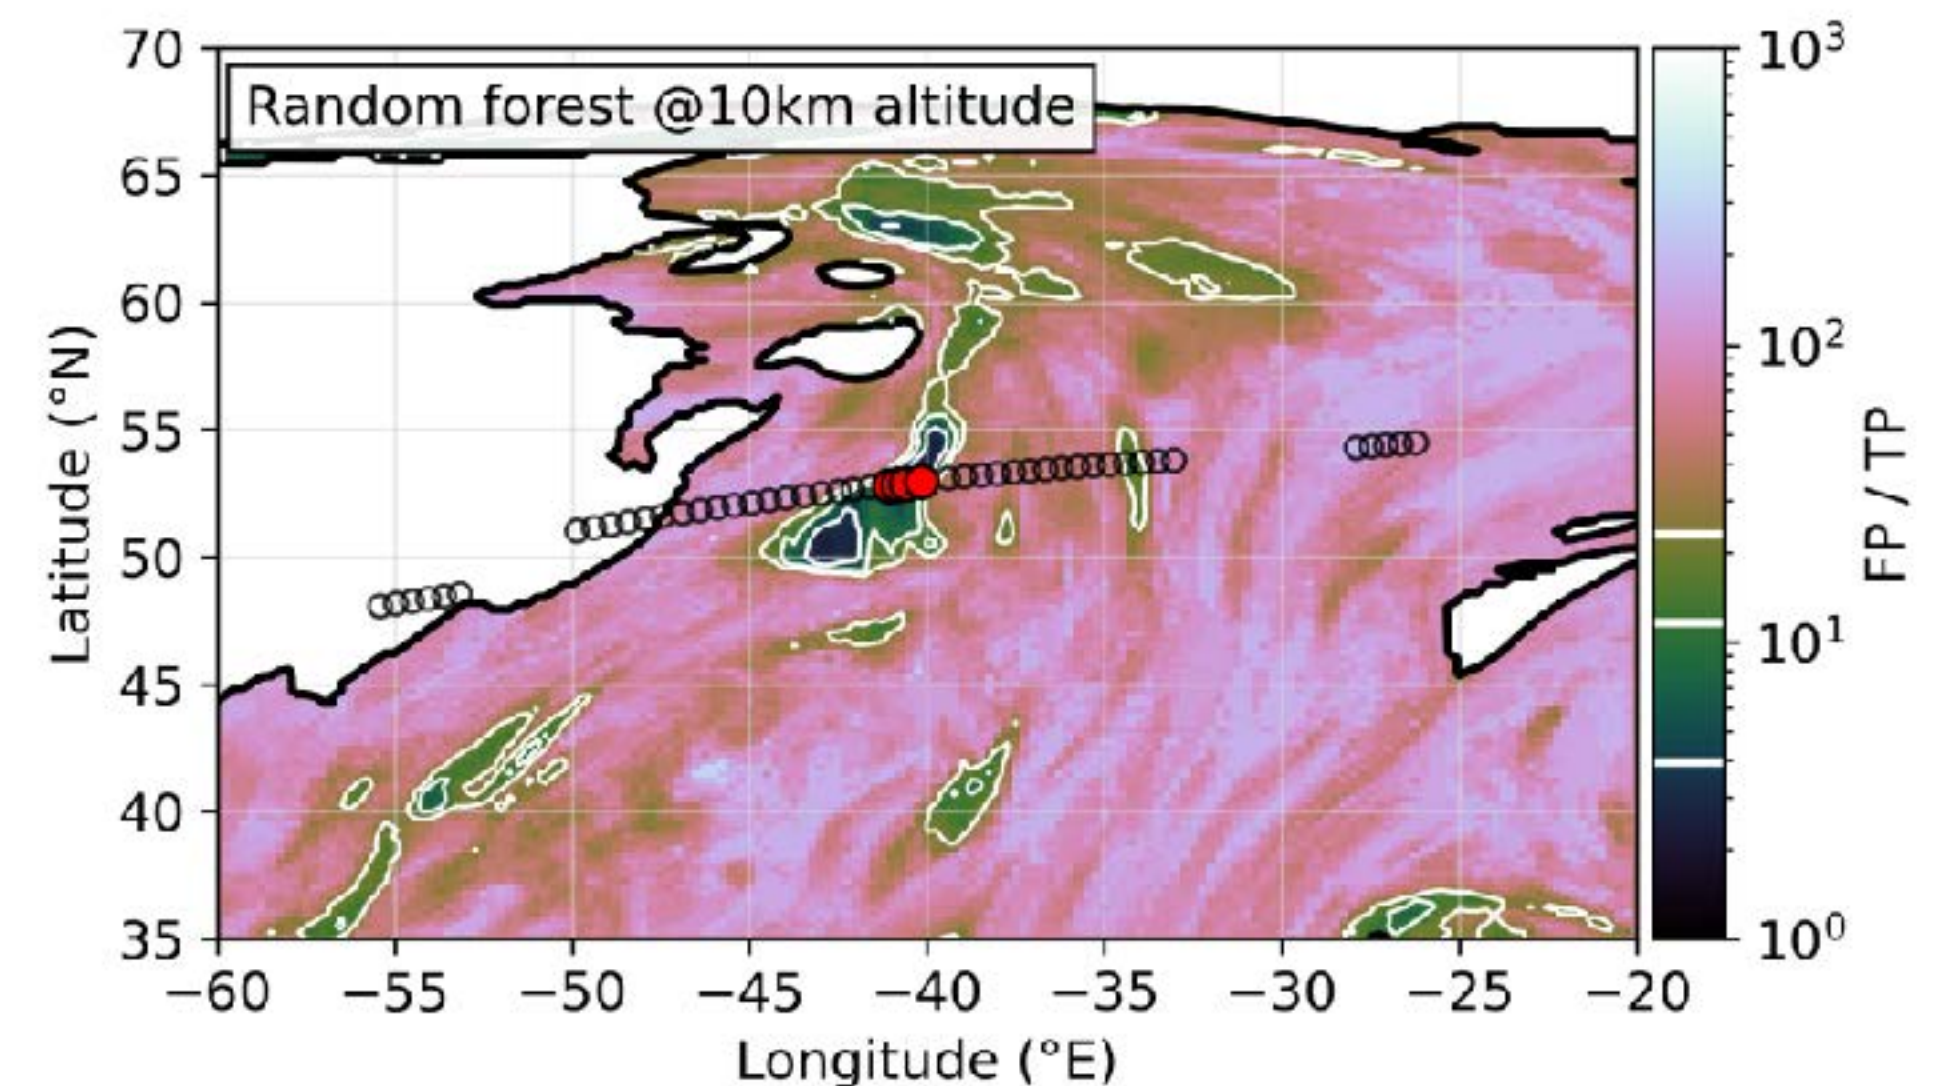 Random forest @10km altitude
70
65
60
55
50
45
40
35
Latitude (°N)
−60 −55 −50 −45 −40 −35 −30 −25 −20
Longitude (°E)
10³
10²
10¹
10⁰
FP / TP